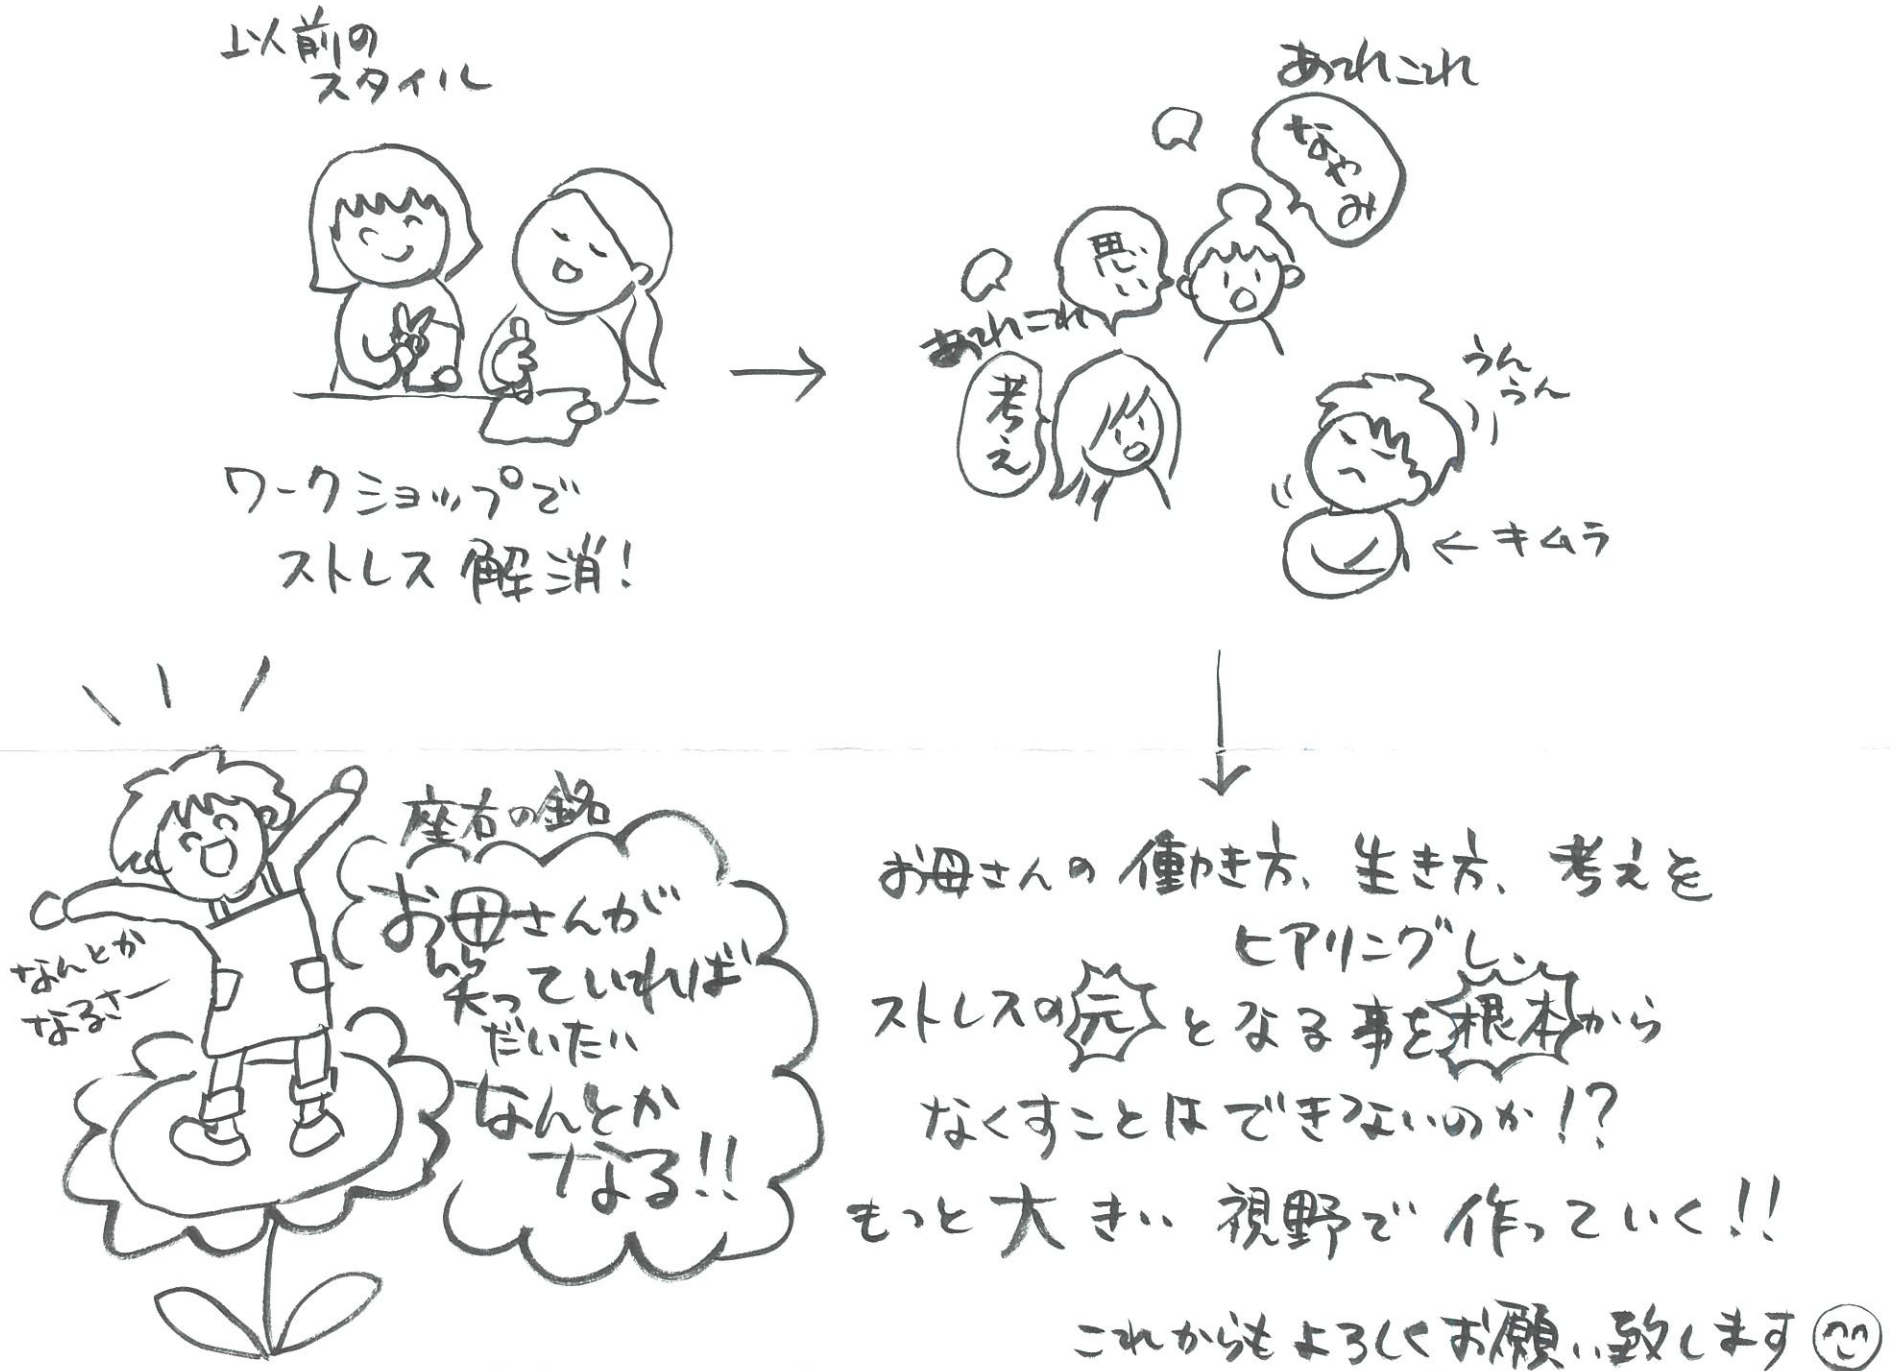 以前の
スタイル
ワークショップで
ストレス解消!
あれこれ
なやみ
思い
あれこれ
考え
うん
うん
←キムラ
お母さんの働き方、生き方、考えを
ヒアリングし、
ストレスの元となる事を根本から
なくすことはできないのか!?
もっと大きい視野で作っていく!!
これからもよろしくお願い致します
座右の銘
お母さんが
笑っていれば
だいたい
なんとか
なる!!
なんとか
なるさー